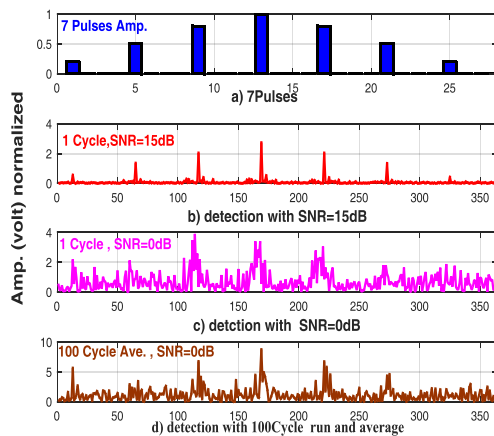 Amp. (volt) normalized
7 Pulses Amp.
1
0.5
0
0 5 10 15 20 25
a) 7Pulses
1 Cycle,SNR=15dB
4
2
0
0 50 100 150 200 250 300 350
b) detection with SNR=15dB
1 Cycle , SNR=0dB
4
2
0
0 50 100 150 200 250 300 350
c) detction with SNR=0dB
100 Cycle Ave. , SNR=0dB
10
5
0
0 50 100 150 200 250 300 350
d) detection with 100Cycle run and average